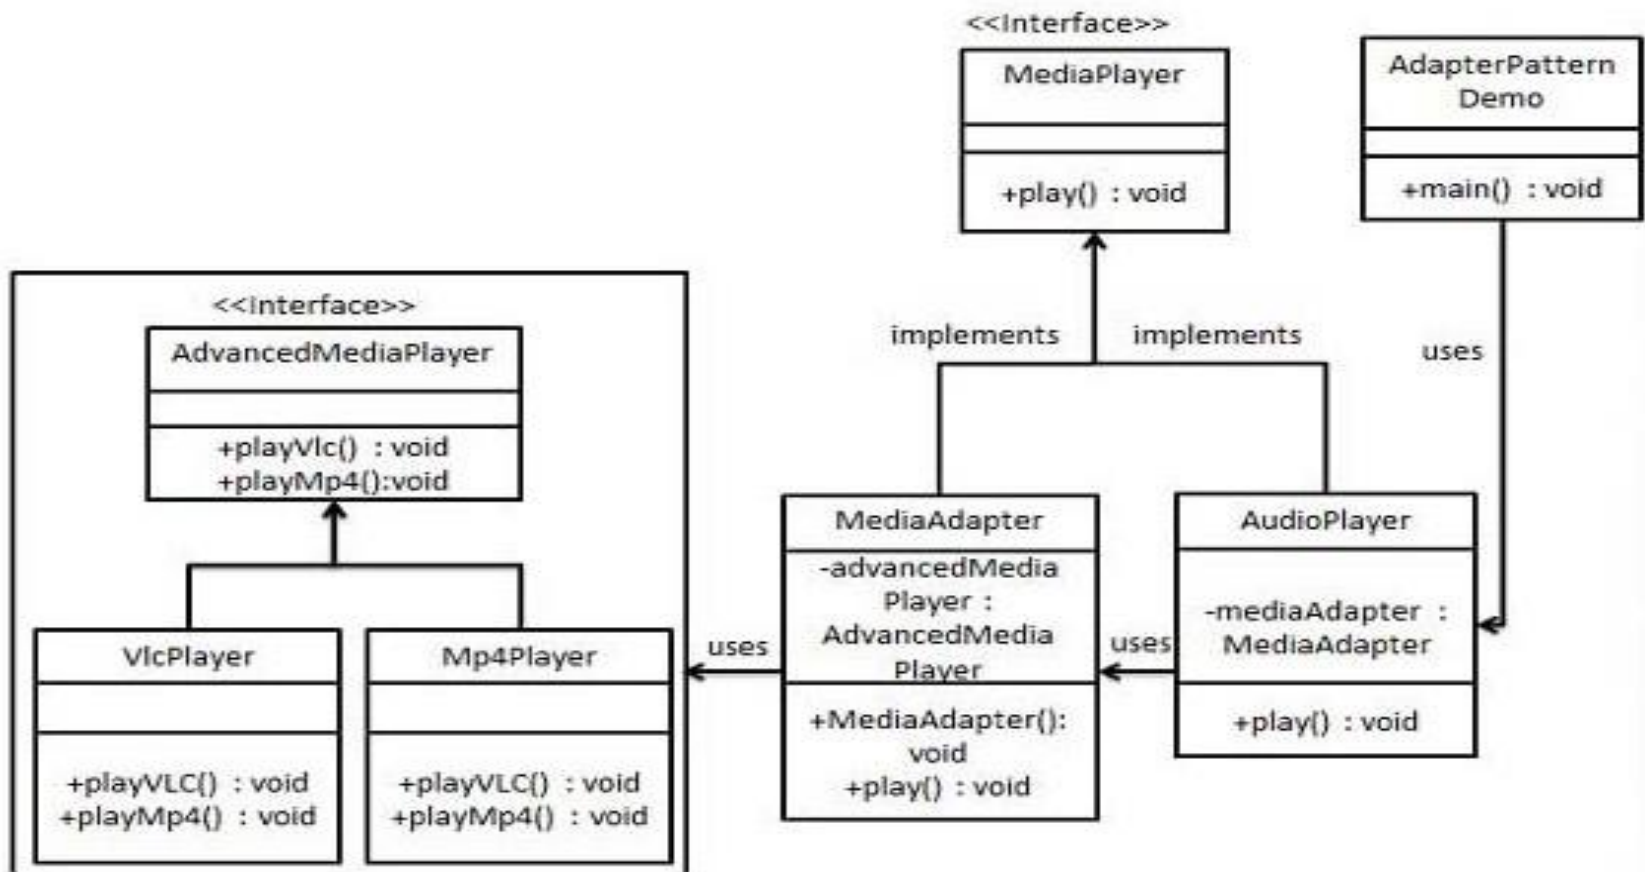 <<Interface>>
MediaPlayer
+play() : void
AdapterPattern
Demo
+main() : void
implements
implements
uses
<<Interface>>
AdvancedMediaPlayer
+playVlc() : void
+playMp4():void
VlcPlayer
+playVLC() : void
+playMp4() : void
Mp4Player
+playVLC() : void
+playMp4() : void
uses
MediaAdapter
-advancedMedia
Player :
AdvancedMedia
Player
+MediaAdapter():
void
+play() : void
uses
AudioPlayer
-mediaAdapter :
MediaAdapter
+play() : void